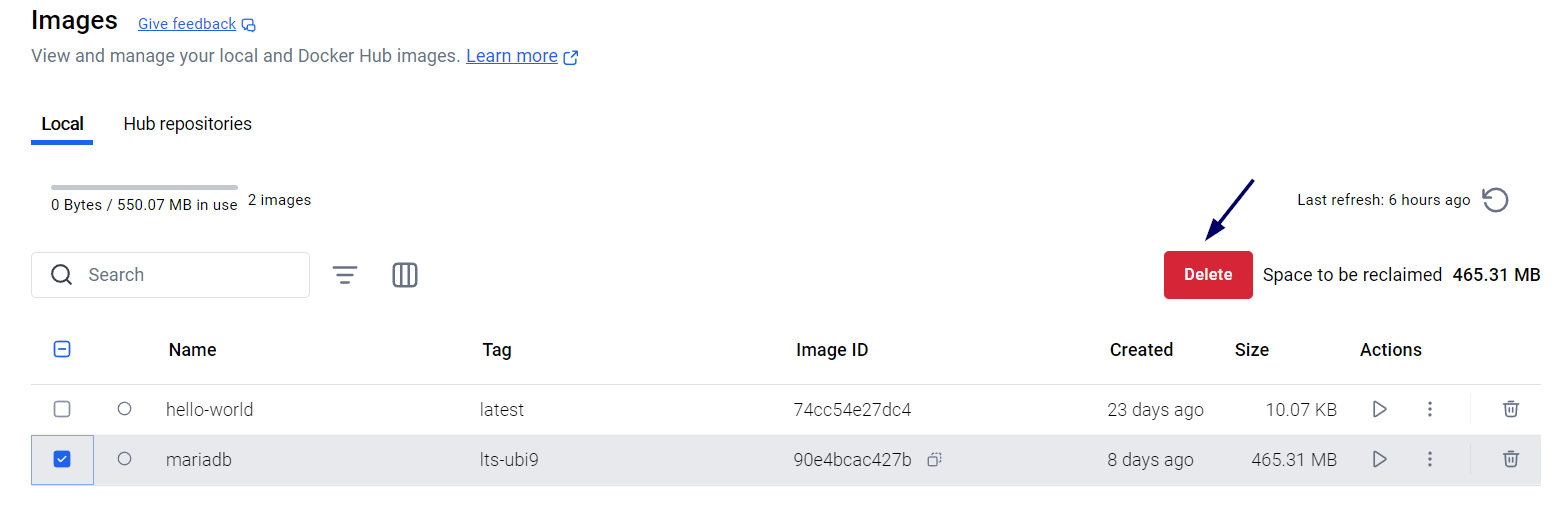 Images Give feedback
View and manage your local and Docker Hub images. Learn more
Local Hub repositories
0 Bytes / 550.07 MB in use 2 images Last refresh: 6 hours ago
Search Delete Space to be reclaimed 465.31 MB
Name Tag Image ID Created Size Actions
hello-world latest 74cc54e27dc4 23 days ago 10.07 KB
mariadb lts-ubi9 90e4bcac427b 8 days ago 465.31 MB